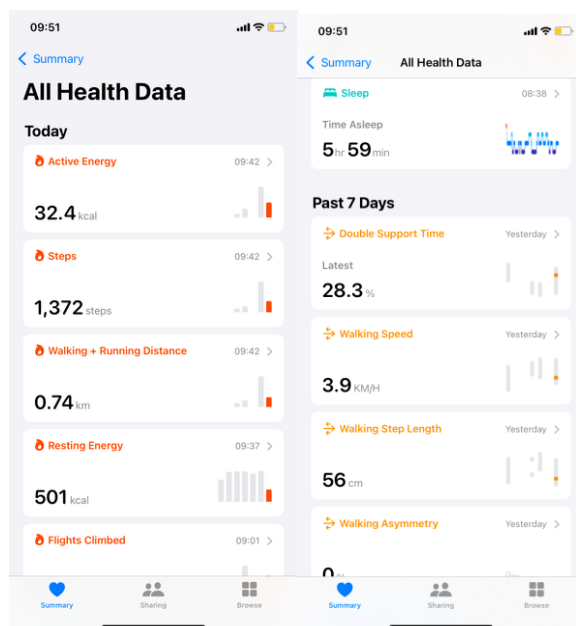 09:51
Summary
All Health Data
Today
Active Energy 09:42
32.4 kcal
Steps 09:42
1,372 steps
Walking + Running Distance 09:42
0.74 km
Resting Energy 09:37
501 kcal
Flights Climbed 09:01
Summary Sharing Browse
09:51
Summary All Health Data
Sleep 08:38
Time Asleep
5hr 59min
Past 7 Days
Double Support Time Yesterday
Latest
28.3 %
Walking Speed Yesterday
3.9 KM/H
Walking Step Length Yesterday
56 cm
Walking Asymmetry Yesterday
0 %
Summary Sharing Browse